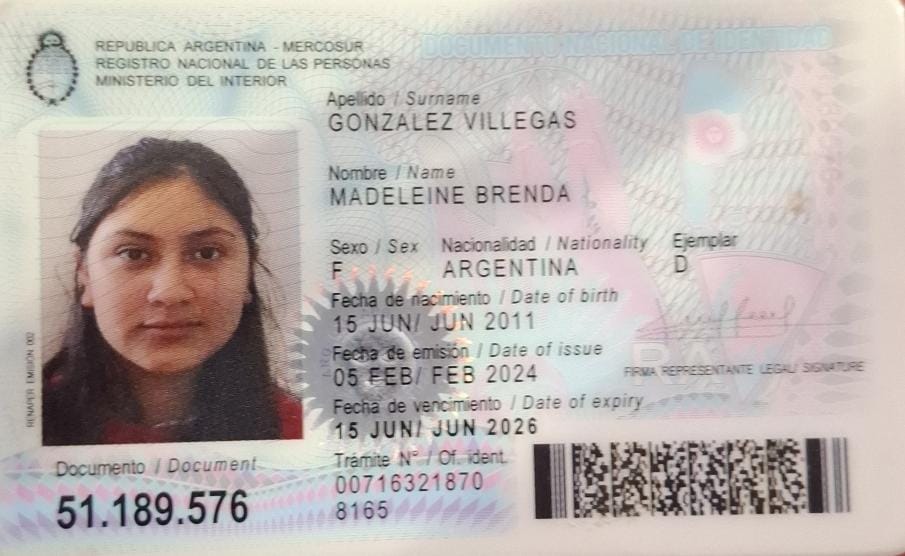 DOCUMENTO NACIONAL DE IDENTIDAD
REPUBLICA ARGENTINA - MERCOSUR
REGISTRO NACIONAL DE LAS PERSONAS
MINISTERIO DEL INTERIOR
Apellido / Surname
GONZALEZ VILLEGAS
Nombre / Name
MADELEINE BRENDA
Sexo / Sex Nacionalidad / Nationality Ejemplar
F ARGENTINA D
Fecha de nacimiento / Date of birth
15 JUN/ JUN 2011
Fecha de emisión / Date of issue
05 FEB/ FEB 2024
RA
FIRMA REPRESENTANTE LEGAL/ SIGNATURE
Fecha de vencimiento / Date of expiry
15 JUN/ JUN 2026
Trámite N° / Of. ident.
00716321870
8165
Documento / Document
51.189.576
RENAPER EMISIÓN 002